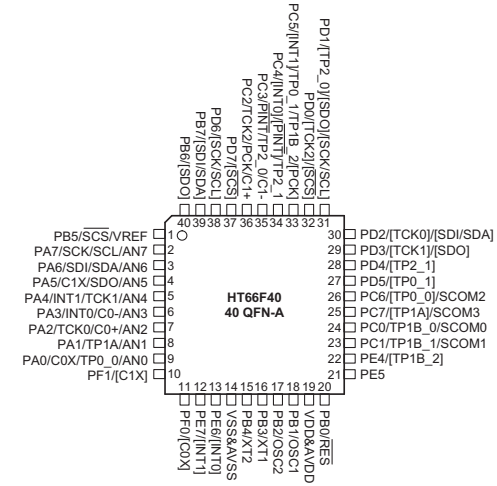 PB6/[SDO]
PB7/[SDI/SDA]
PD6/[SCK/SCL]
PD7/[SCS]
PC2/TCK2/PCK/C1+
PC3/PINT/TP2_0/C1-
PC4/[INT0]/[PINT]/TP2_1
PC5/[INT1]/TP0_1/TP1B_2/[PCK]
PD0/[TCK2]/[SCS]
PD1/[TP2_0]/[SDO]/[SCK/SCL]
40 39 38 37 36 35 34 33 32 31
PB5/SCS/VREF 1
PA7/SCK/SCL/AN7 2
PA6/SDI/SDA/AN6 3
PA5/C1X/SDO/AN5 4
PA4/INT1/TCK1/AN4 5
PA3/INT0/C0-/AN3 6
PA2/TCK0/C0+/AN2 7
PA1/TP1A/AN1 8
PA0/C0X/TP0_0/AN0 9
PF1/[C1X] 10
HT66F40
40 QFN-A
30 PD2/[TCK0]/[SDI/SDA]
29 PD3/[TCK1]/[SDO]
28 PD4/[TP2_1]
27 PD5/[TP0_1]
26 PC6/[TP0_0]/SCOM2
25 PC7/[TP1A]/SCOM3
24 PC0/TP1B_0/SCOM0
23 PC1/TP1B_1/SCOM1
22 PE4/[TP1B_2]
21 PE5
11 12 13 14 15 16 17 18 19 20
PF0/[C0X]
PE7/[INT1]
PE6/[INT0]
VSS&AVSS
PB4/XT2
PB3/XT1
PB2/OSC2
PB1/OSC1
VDD&AVDD
PB0/RES